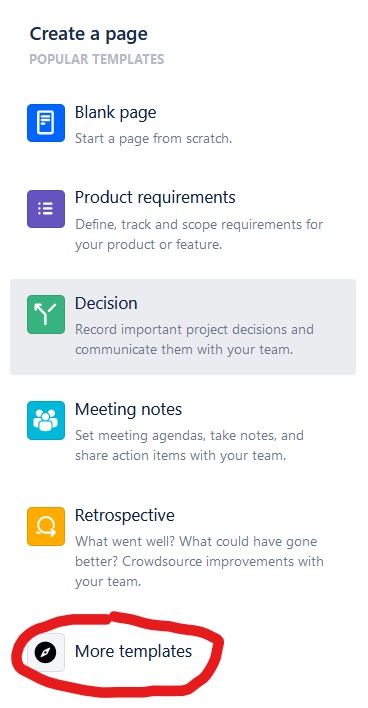 Create a page
POPULAR TEMPLATES
Blank page
Start a page from scratch.
Product requirements
Define, track and scope requirements for
your product or feature.
Decision
Record important project decisions and
communicate them with your team.
Meeting notes
Set meeting agendas, take notes, and
share action items with your team.
Retrospective
What went well? What could have gone
better? Crowdsource improvements with
your team.
More templates